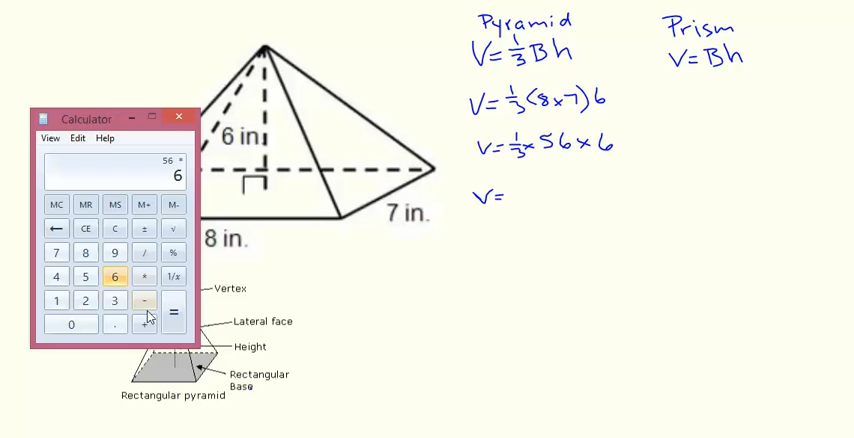 Pyramid
V = 1/3 Bh
Prism
V = Bh
V = 1/3 (8 x 7) 6
V = 1/3 x 56 x 6
V =
6 in.
7 in.
8 in.
Calculator
View Edit Help
56 *
6
MC MR MS M+ M-
← CE C ± √
7 8 9 / %
4 5 6 * 1/x
1 2 3 - =
0 . +
Vertex
Lateral face
Height
Rectangular
Base
Rectangular pyramid